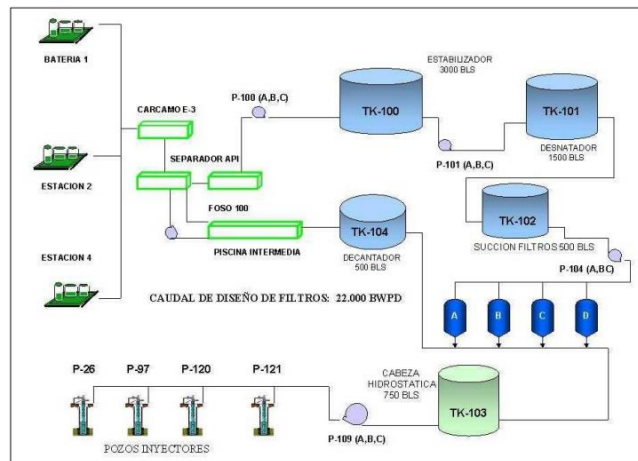 BATERIA 1
ESTACION 2
ESTACION 4
CARCAMO E-3
SEPARADOR API
FOSO 100
PISCINA INTERMEDIA
P-100 (A,B,C)
ESTABILIZADOR
3000 BLS
TK-100
P-101 (A,B,C)
TK-101
DESNATADOR
1500 BLS
TK-102
SUCCION FILTROS 500 BLS
P-104 (A,BC)
TK-104
DECANTADOR
500 BLS
CAUDAL DE DISEÑO DE FILTROS: 22.000 BWPD
A
B
C
D
P-26
P-97
P-120
P-121
POZOS INYECTORES
CABEZA
HIDROSTATICA
750 BLS
TK-103
P-109 (A,B,C)